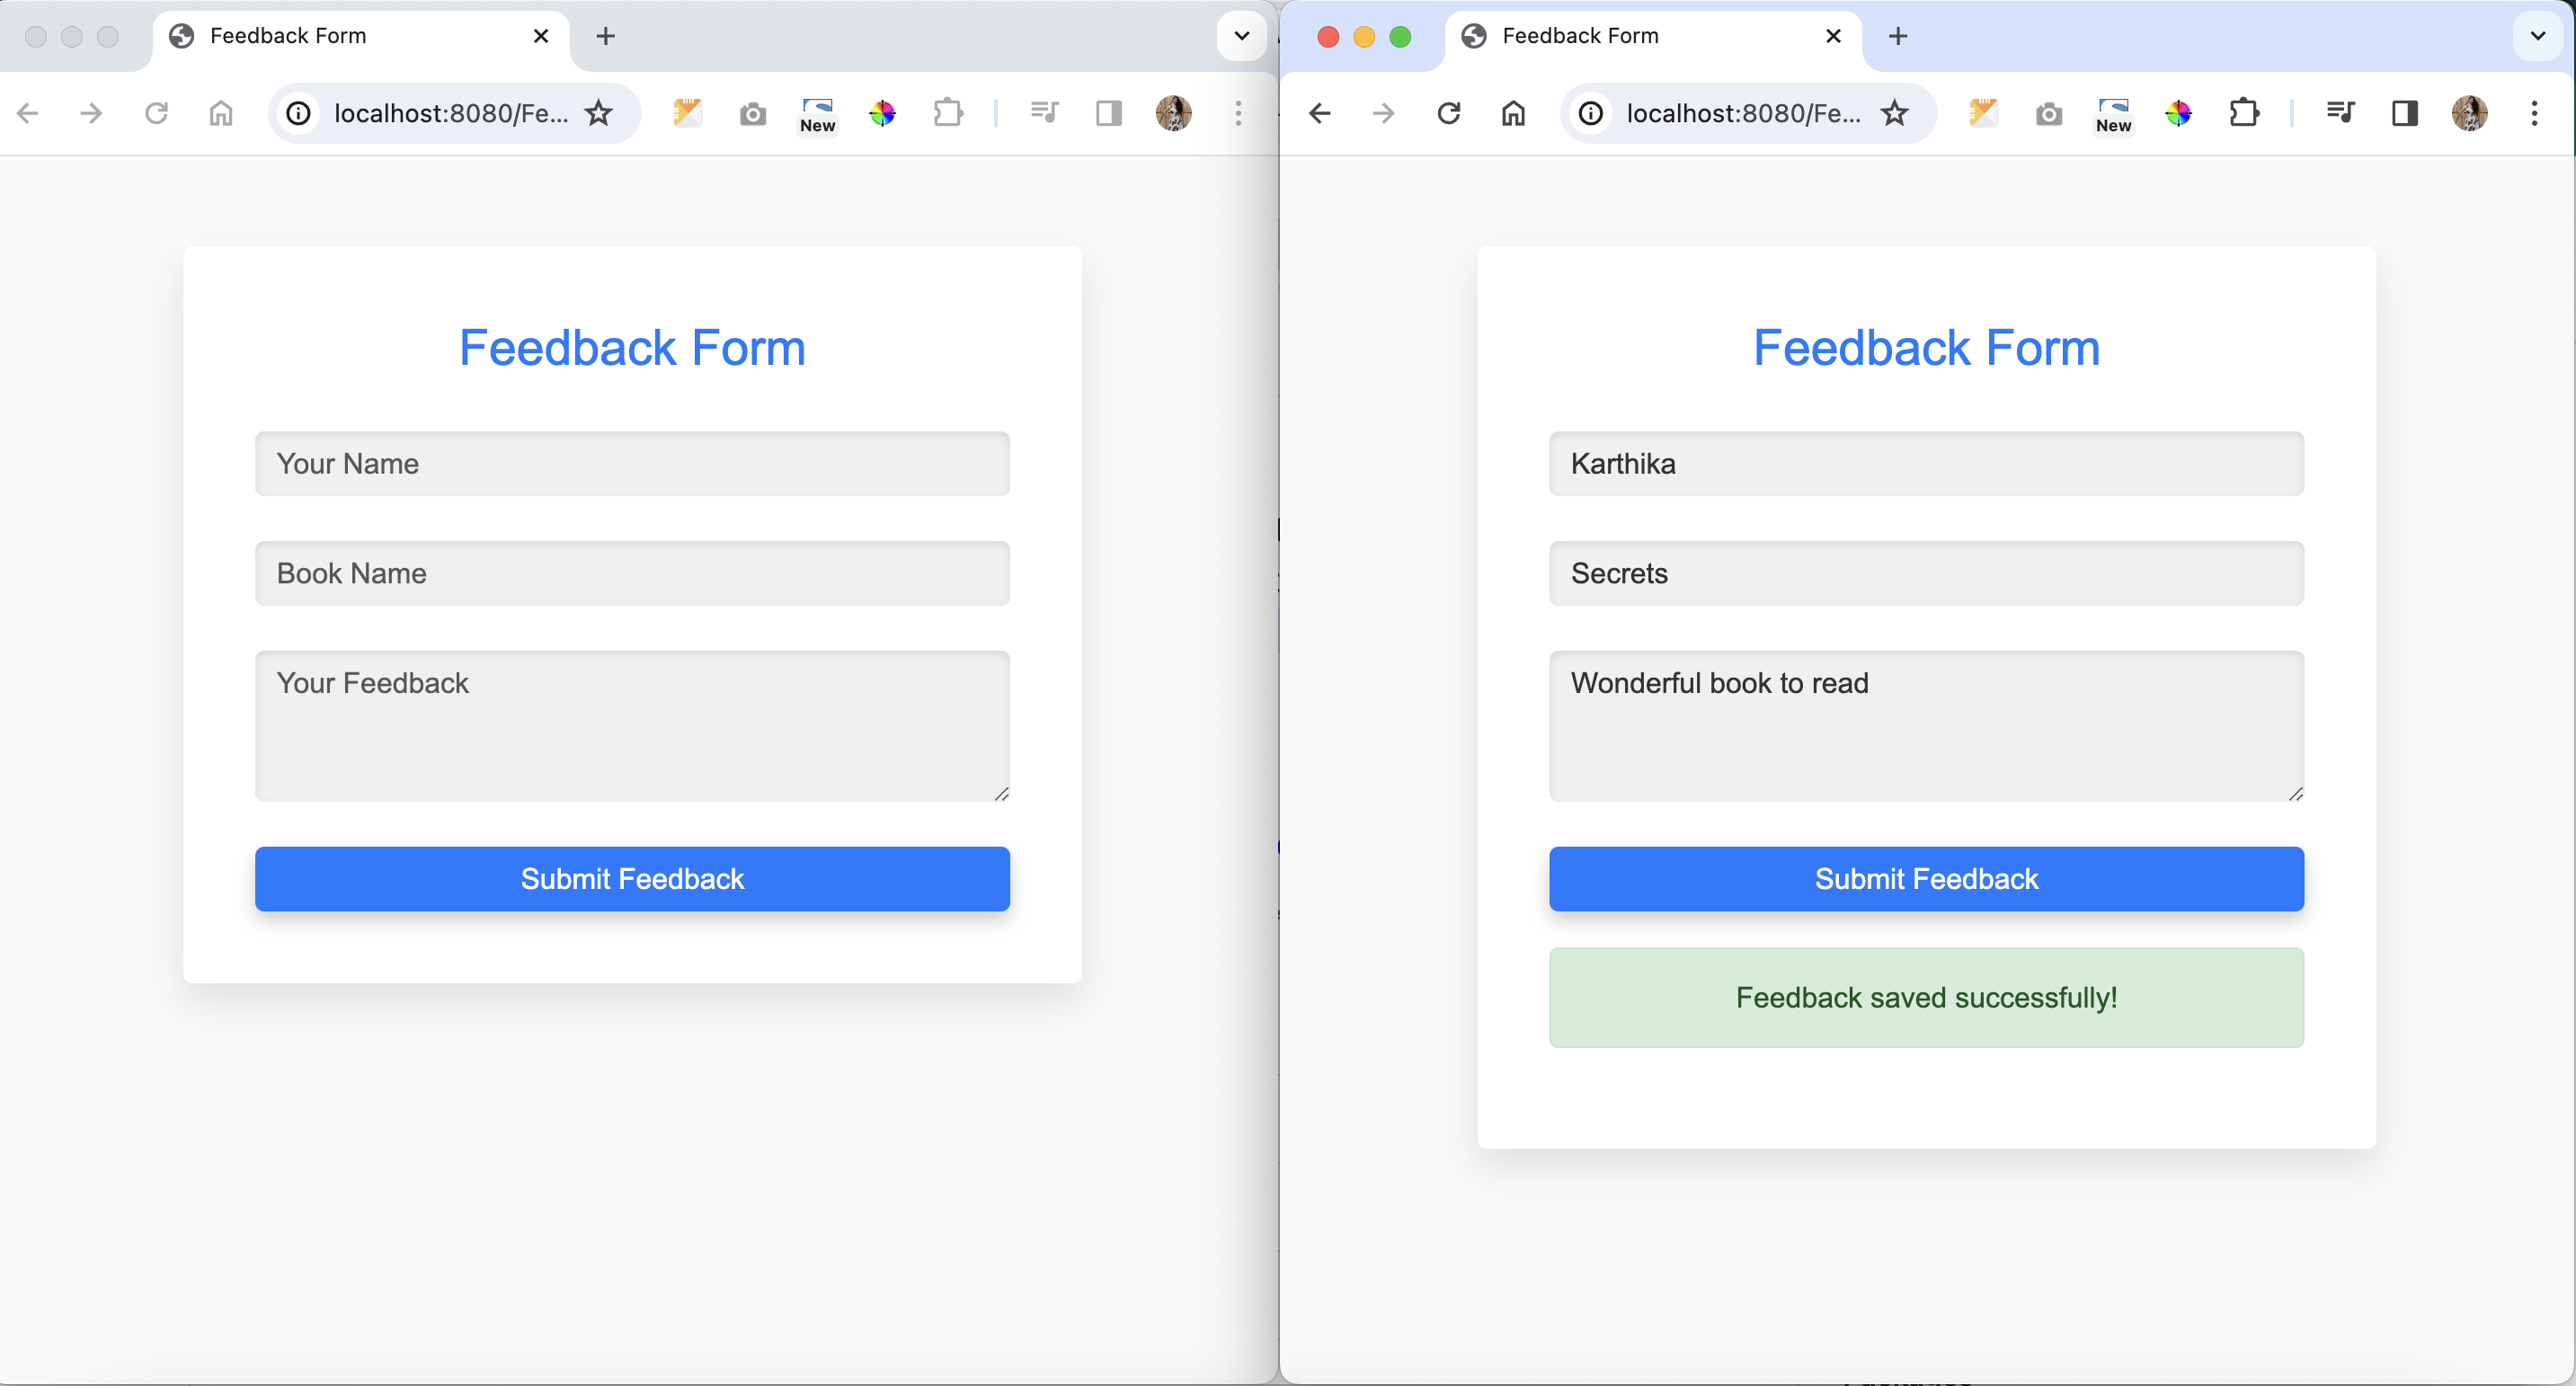 Feedback Form
localhost:8080/Fe...
New
Feedback Form
Your Name
Book Name
Your Feedback
Submit Feedback
Feedback Form
localhost:8080/Fe...
New
Feedback Form
Karthika
Secrets
Wonderful book to read
Submit Feedback
Feedback saved successfully!